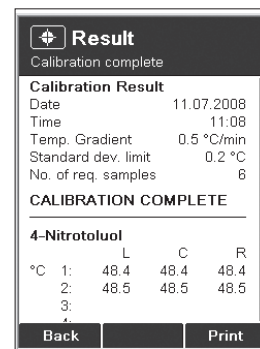 Result
Calibration complete
Calibration Result
Date 11.07.2008
Time 11:08
Temp. Gradient 0.5 °C/min
Standard dev. limit 0.2 °C
No. of req. samples 6
CALIBRATION COMPLETE
4-Nitrotoluol
L C R
°C 1: 48.4 48.4 48.4
2: 48.5 48.5 48.5
3:
Back Print